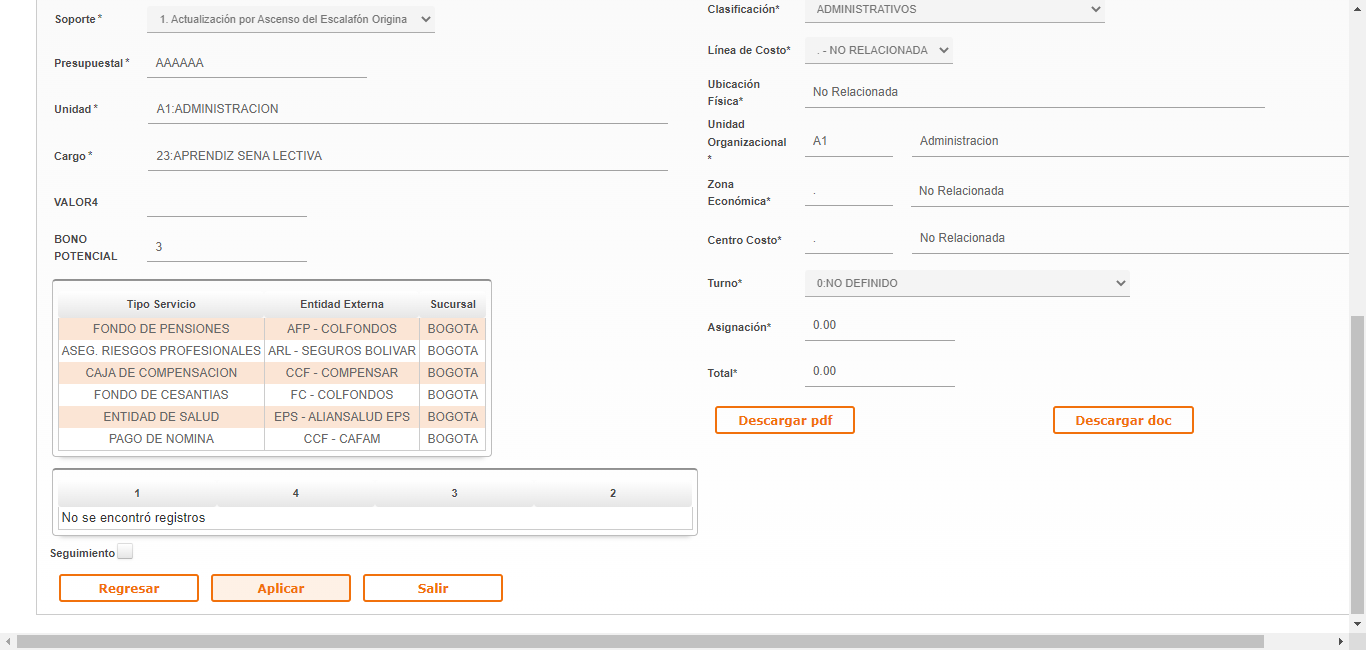 Soporte* 1. Actualización por Ascenso del Escalafón Origina
Presupuestal* AAAAAA
Unidad* A1:ADMINISTRACION
Cargo* 23:APRENDIZ SENA LECTIVA
VALOR4
BONO
POTENCIAL 3
Tipo Servicio Entidad Externa Sucursal
FONDO DE PENSIONES AFP - COLFONDOS BOGOTA
ASEG. RIESGOS PROFESIONALES ARL - SEGUROS BOLIVAR BOGOTA
CAJA DE COMPENSACION CCF - COMPENSAR BOGOTA
FONDO DE CESANTIAS FC - COLFONDOS BOGOTA
ENTIDAD DE SALUD EPS - ALIANSALUD EPS BOGOTA
PAGO DE NOMINA CCF - CAFAM BOGOTA
1 4 3 2
No se encontró registros
Seguimiento
Regresar Aplicar Salir
Clasificación* ADMINISTRATIVOS
Línea de Costo* . - NO RELACIONADA
Ubicación
Física* No Relacionada
Unidad
Organizacional A1 Administracion
*
Zona
Económica* . No Relacionada
Centro Costo* . No Relacionada
Turno* 0:NO DEFINIDO
Asignación* 0.00
Total* 0.00
Descargar pdf Descargar doc